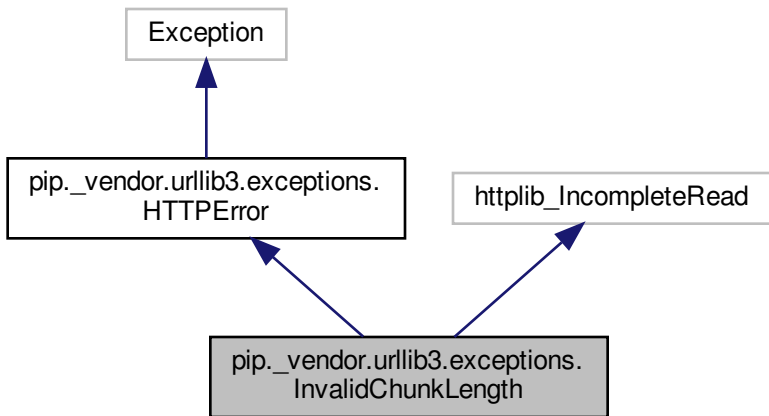 Exception
pip._vendor.urllib3.exceptions.
HTTPError
httplib_IncompleteRead
pip._vendor.urllib3.exceptions.
InvalidChunkLength